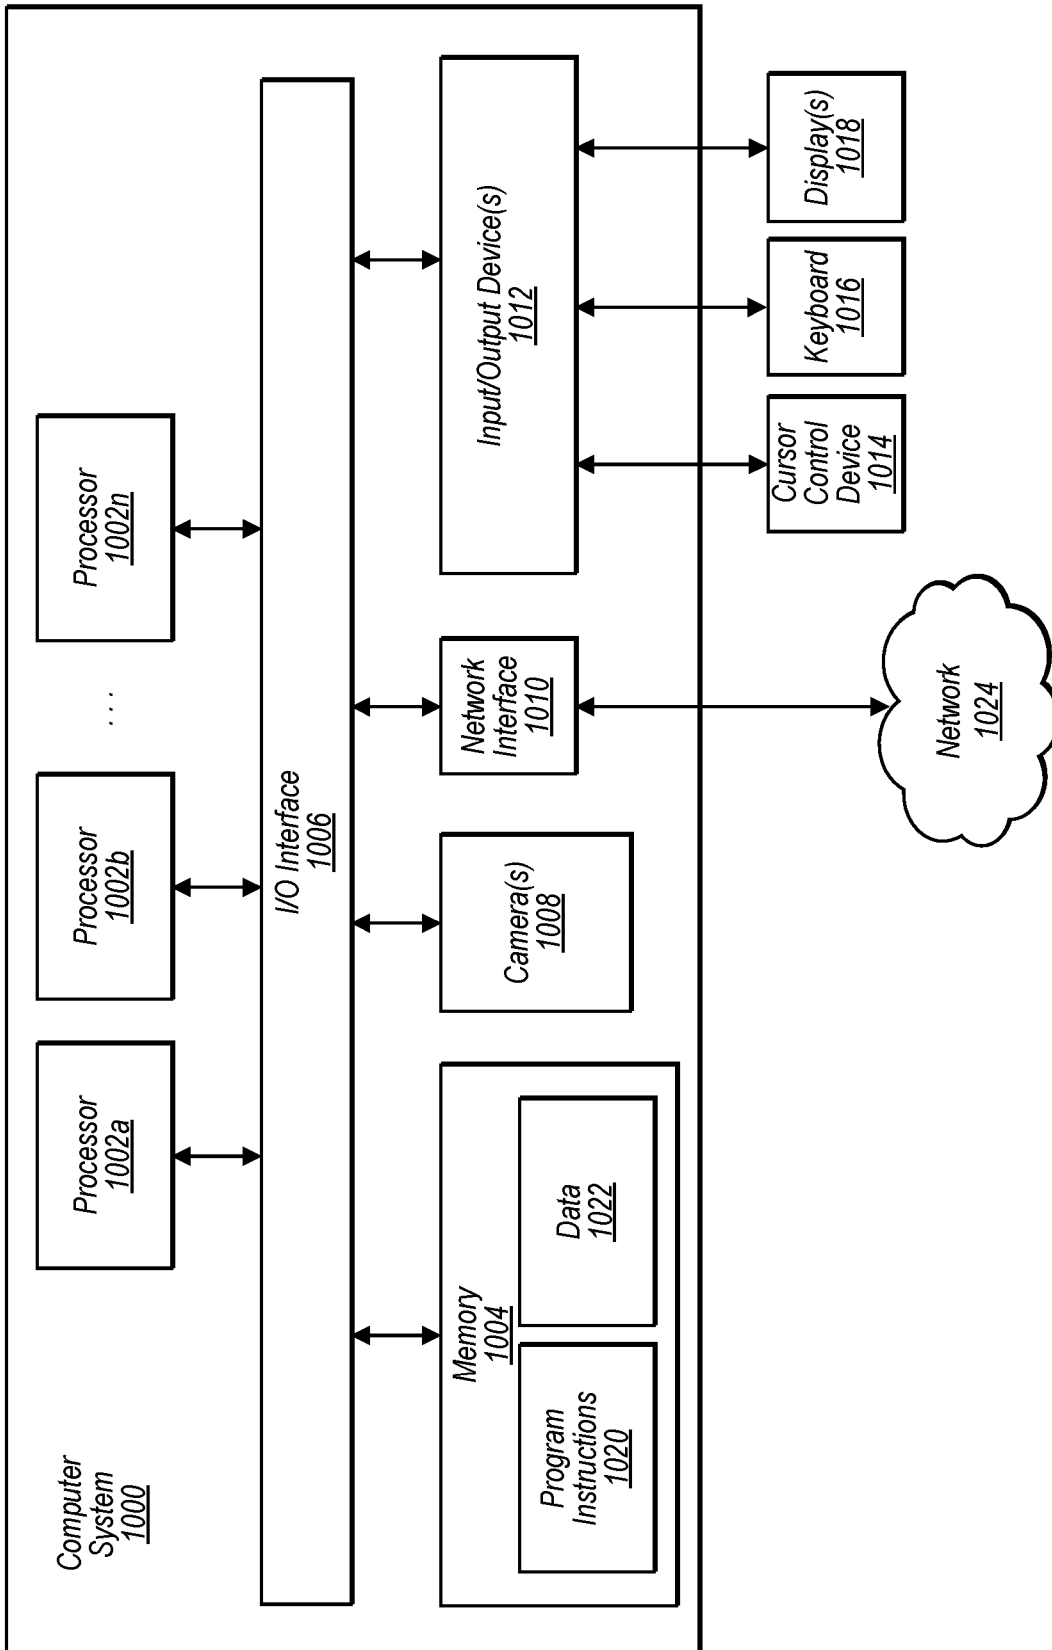 Computer
System
1000
Processor
1002a
Processor
1002b
. . .
Processor
1002n
I/O Interface
1006
Memory
1004
Program
Instructions
1020
Data
1022
Camera(s)
1008
Network
Interface
1010
Input/Output Device(s)
1012
Network
1024
Cursor
Control
Device
1014
Keyboard
1016
Display(s)
1018